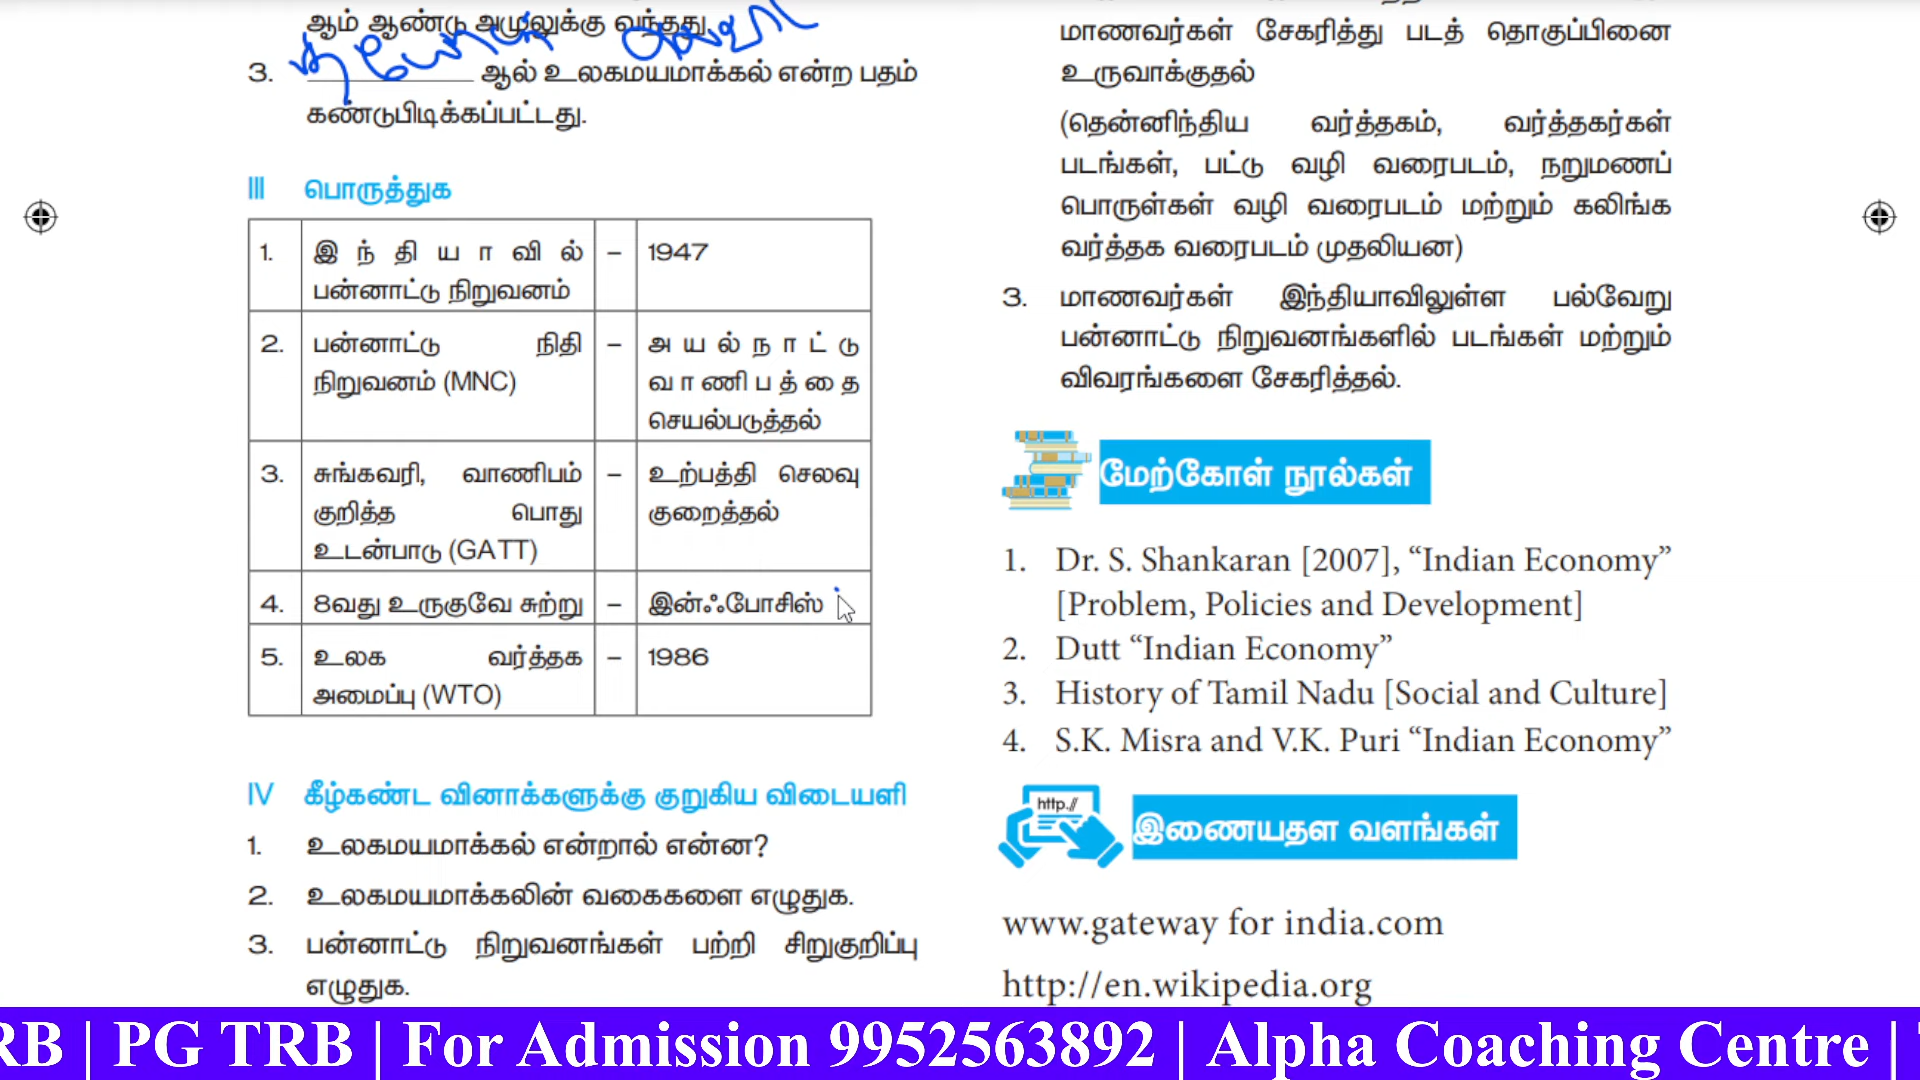 ஆம் ஆண்டு அமுலுக்கு வந்தது.
3. ____________ ஆல் உலகமயமாக்கல் என்ற பதம்
கண்டுபிடிக்கப்பட்டது.
III பொருத்துக
1. இந்தியாவில் பன்னாட்டு நிறுவனம் – 1947
2. பன்னாட்டு நிதி நிறுவனம் (MNC) – அயல்நாட்டு வாணிபத்தை செயல்படுத்தல்
3. சுங்கவரி, வாணிபம் குறித்த பொது உடன்பாடு (GATT) – உற்பத்தி செலவு குறைத்தல்
4. 8வது உருகுவே சுற்று – இன்ஃபோசிஸ்
5. உலக வர்த்தக அமைப்பு (WTO) – 1986
IV கீழ்கண்ட வினாக்களுக்கு குறுகிய விடையளி
1. உலகமயமாக்கல் என்றால் என்ன?
2. உலகமயமாக்கலின் வகைகளை எழுதுக.
3. பன்னாட்டு நிறுவனங்கள் பற்றி சிறுகுறிப்பு
எழுதுக.
மாணவர்கள் சேகரித்து படத் தொகுப்பினை
உருவாக்குதல்
(தென்னிந்திய வர்த்தகம், வர்த்தகர்கள்
படங்கள், பட்டு வழி வரைபடம், நறுமணப்
பொருள்கள் வழி வரைபடம் மற்றும் கலிங்க
வர்த்தக வரைபடம் முதலியன)
3. மாணவர்கள் இந்தியாவிலுள்ள பல்வேறு
பன்னாட்டு நிறுவனங்களில் படங்கள் மற்றும்
விவரங்களை சேகரித்தல்.
மேற்கோள் நூல்கள்
1. Dr. S. Shankaran [2007], “Indian Economy”
[Problem, Policies and Development]
2. Dutt “Indian Economy”
3. History of Tamil Nadu [Social and Culture]
4. S.K. Misra and V.K. Puri “Indian Economy”
http://
இணையதள வளங்கள்
www.gateway for india.com
http://en.wikipedia.org
RB | PG TRB | For Admission 9952563892 | Alpha Coaching Centre |